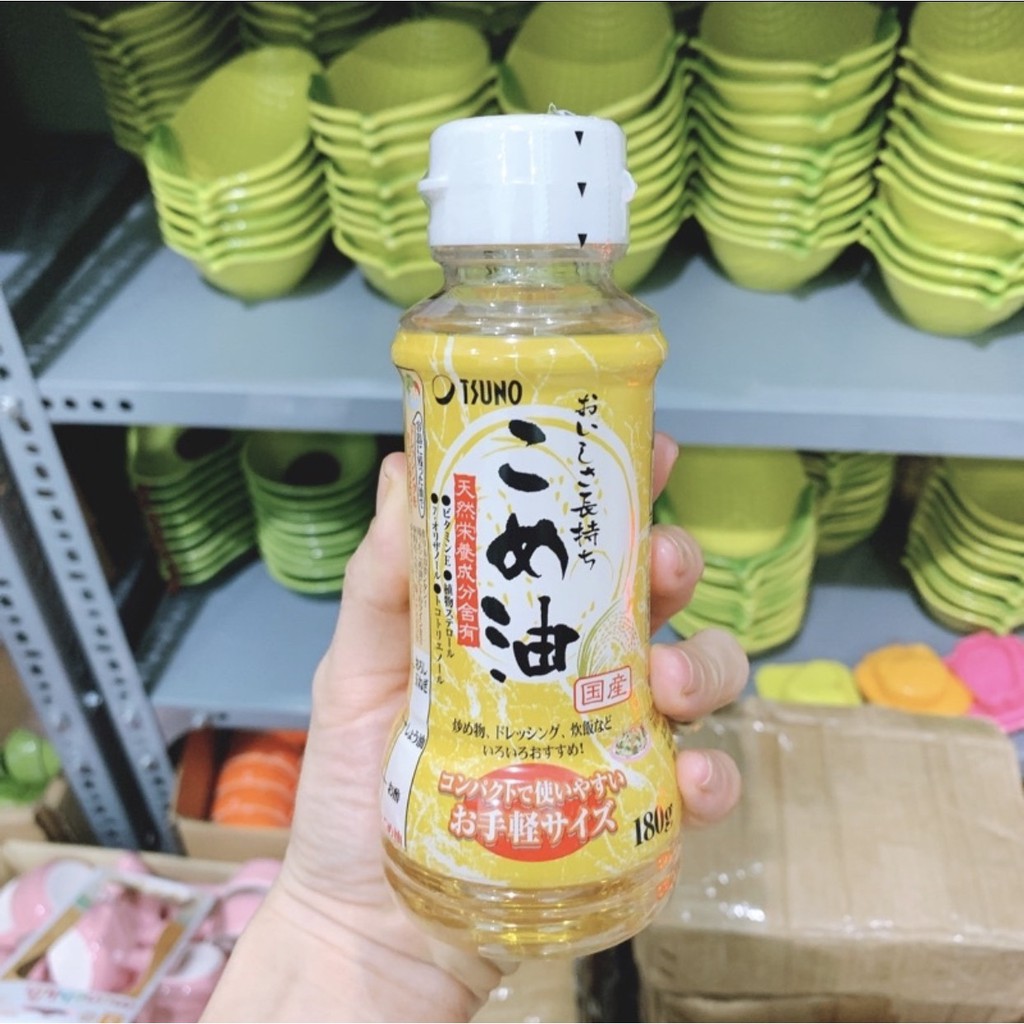 TSUNO
おいしさ長持ち
こめ油
天然栄養成分含有
●ビタミンE ●植物ステロール
●γ-オリザノール ●トコトリエノール
国産
炒め物、ドレッシング、炊飯など
いろいろおすすめ!
コンパクトで使いやすい
お手軽サイズ
180g